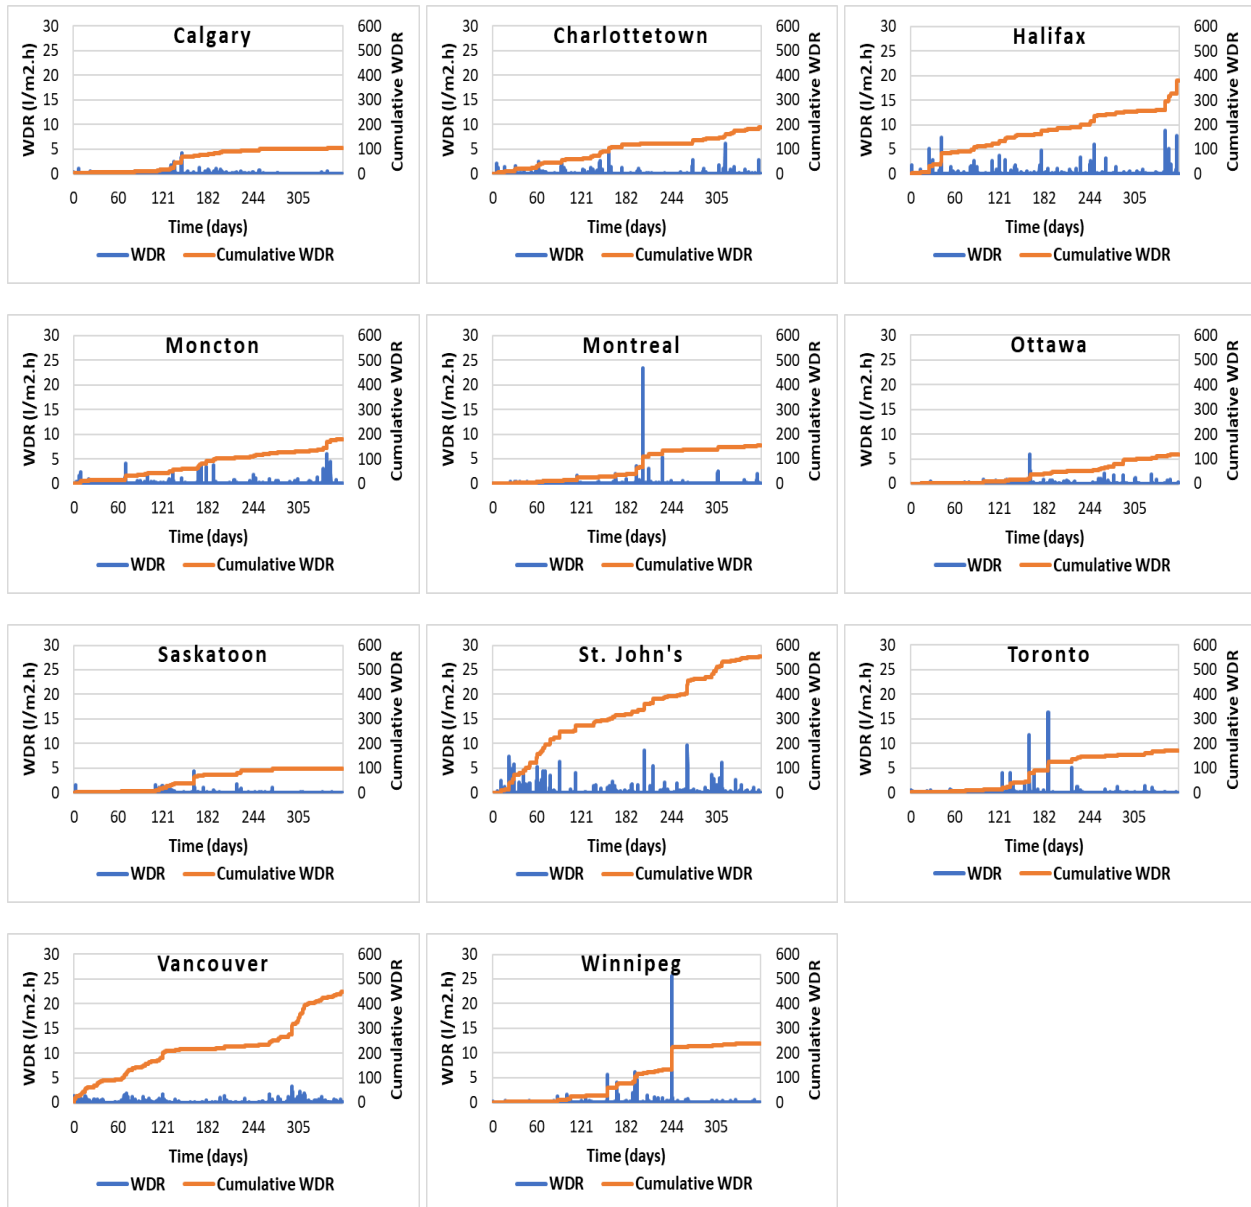 Calgary
WDR (l/m2.h)
30
25
20
15
10
5
0
600
500
400
300
200
100
0
Cumulative WDR
0 60 121 182 244 305
Time (days)
WDR Cumulative WDR
Charlottetown
WDR (l/m2.h)
30
25
20
15
10
5
0
600
500
400
300
200
100
0
Cumulative WDR
0 60 121 182 244 305
Time (days)
WDR Cumulative WDR
Halifax
WDR (l/m2.h)
30
25
20
15
10
5
0
600
500
400
300
200
100
0
Cumulative WDR
0 60 121 182 244 305
Time (days)
WDR Cumulative WDR
Moncton
WDR (l/m2.h)
30
25
20
15
10
5
0
600
500
400
300
200
100
0
Cumulative WDR
0 60 121 182 244 305
Time (days)
WDR Cumulative WDR
Montreal
WDR (l/m2.h)
30
25
20
15
10
5
0
600
500
400
300
200
100
0
Cumulative WDR
0 60 121 182 244 305
Time (days)
WDR Cumulative WDR
Ottawa
WDR (l/m2.h)
30
25
20
15
10
5
0
600
500
400
300
200
100
0
Cumulative WDR
0 60 121 182 244 305
Time (days)
WDR Cumulative WDR
Saskatoon
WDR (l/m2.h)
30
25
20
15
10
5
0
600
500
400
300
200
100
0
Cumulative WDR
0 60 121 182 244 305
Time (days)
WDR Cumulative WDR
St. John's
WDR (l/m2.h)
30
25
20
15
10
5
0
600
500
400
300
200
100
0
Cumulative WDR
0 60 121 182 244 305
Time (days)
WDR Cumulative WDR
Toronto
WDR (l/m2.h)
30
25
20
15
10
5
0
600
500
400
300
200
100
0
Cumulative WDR
0 60 121 182 244 305
Time (days)
WDR Cumulative WDR
Vancouver
WDR (l/m2.h)
30
25
20
15
10
5
0
600
500
400
300
200
100
0
Cumulative WDR
0 60 121 182 244 305
Time (days)
WDR Cumulative WDR
Winnipeg
WDR (l/m2.h)
30
25
20
15
10
5
0
600
500
400
300
200
100
0
Cumulative WDR
0 60 121 182 244 305
Time (days)
WDR Cumulative WDR